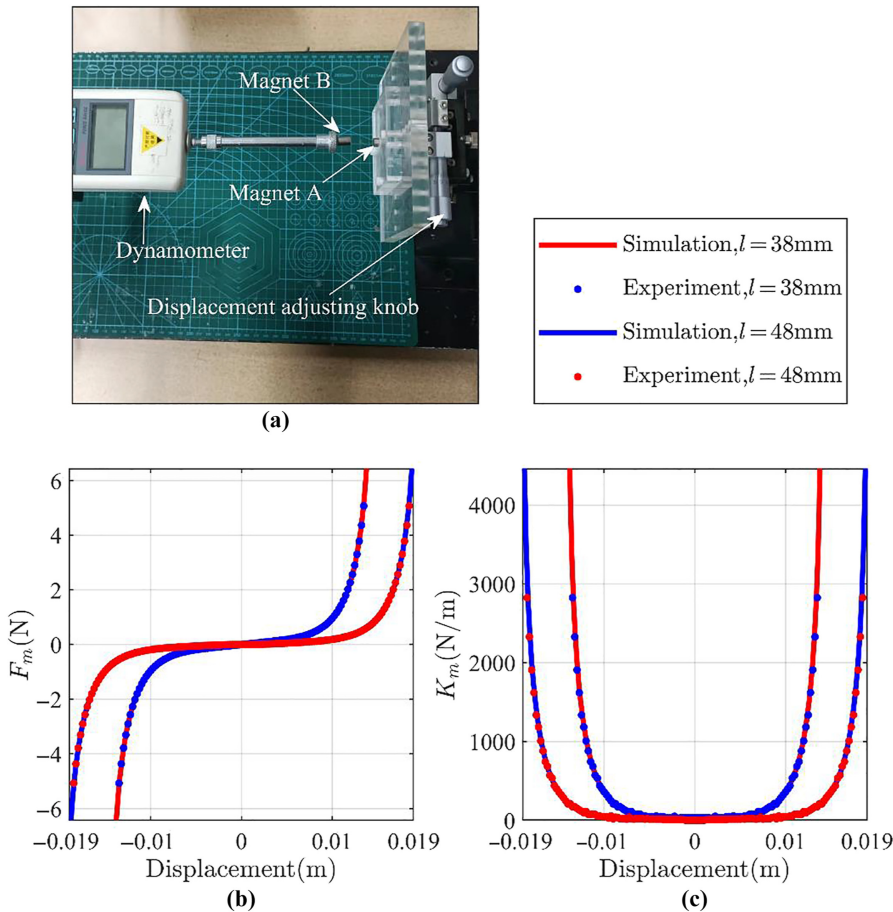 Magnet B
Magnet A
Dynamometer
Displacement adjusting knob
(a)
Simulation,l = 38mm
Experiment,l = 38mm
Simulation,l = 48mm
Experiment,l = 48mm
6
4
2
0
−2
−4
−6
Fm(N)
−0.019 −0.01 0 0.01 0.019
Displacement(m)
(b)
4000
3000
2000
1000
0
Km(N/m)
−0.019 −0.01 0 0.01 0.019
Displacement(m)
(c)